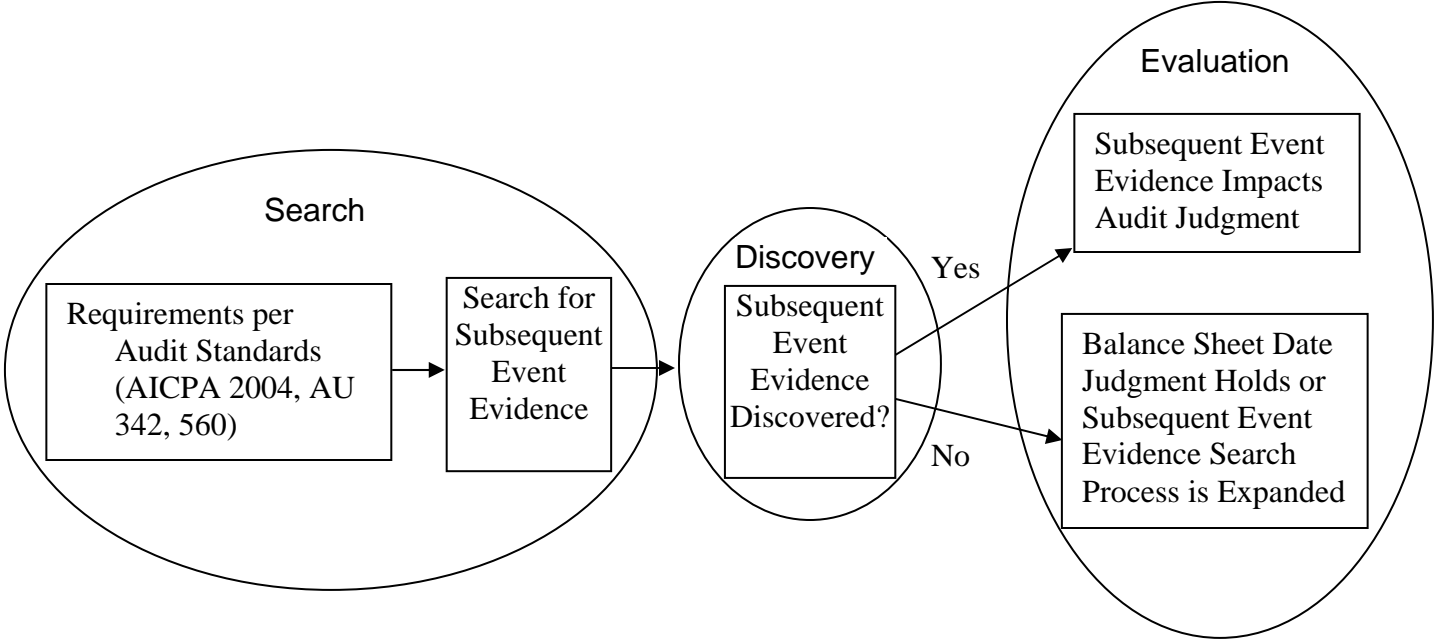 Search
Requirements per
Audit Standards
(AICPA 2004, AU
342, 560)
Search for
Subsequent
Event
Evidence
Discovery
Subsequent
Event
Evidence
Discovered?
Yes
No
Evaluation
Subsequent Event
Evidence Impacts
Audit Judgment
Balance Sheet Date
Judgment Holds or
Subsequent Event
Evidence Search
Process is Expanded